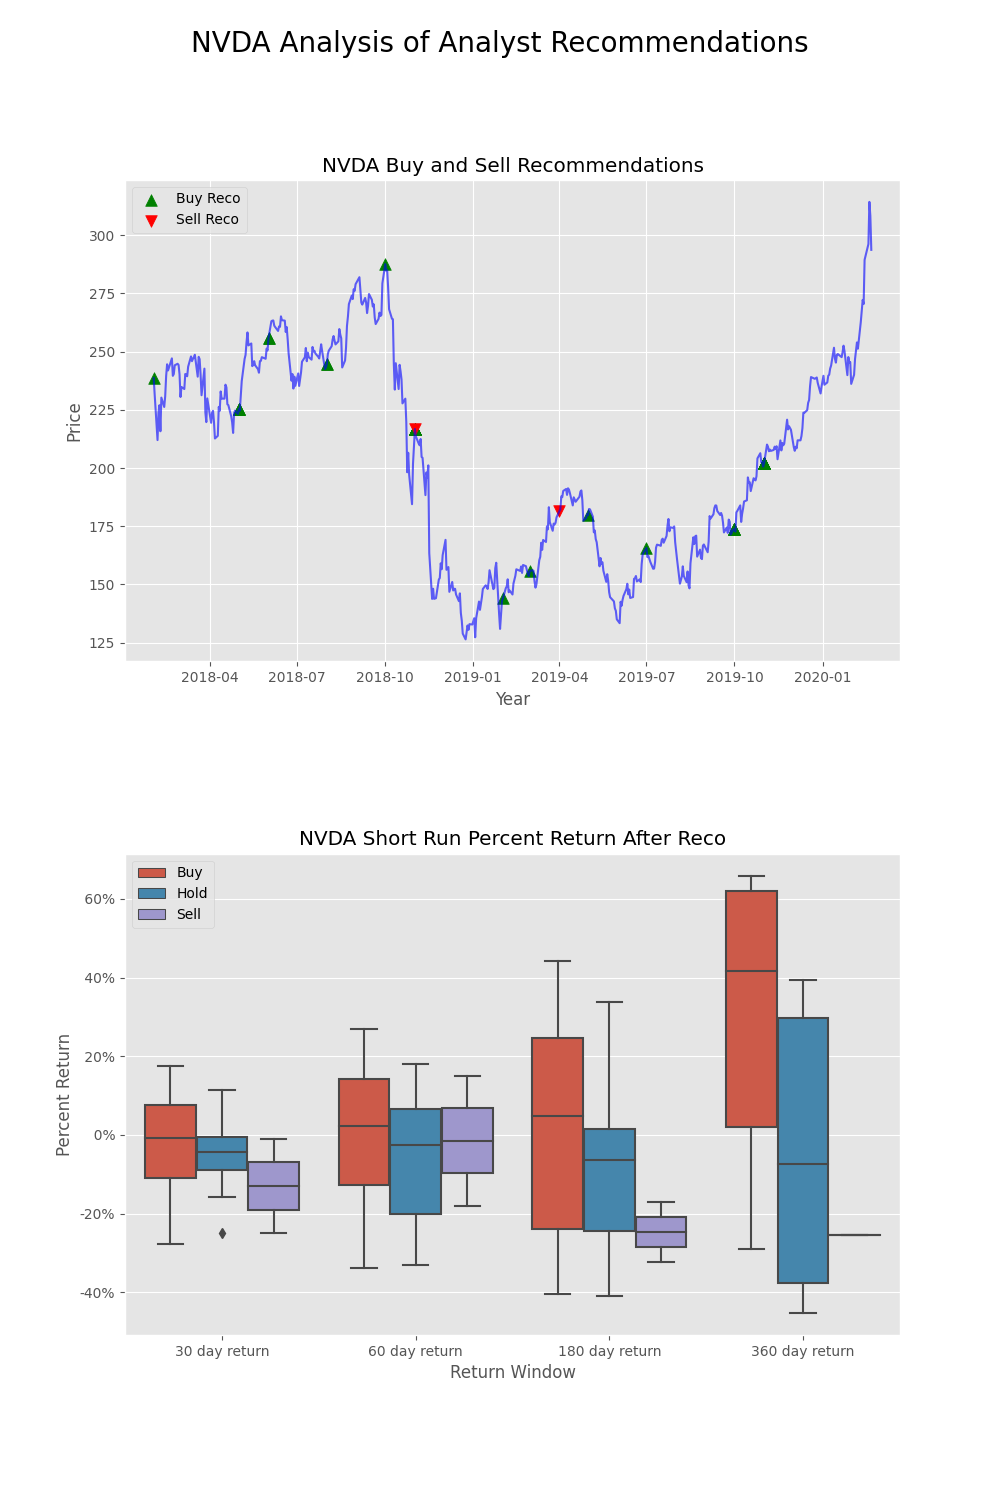 NVDA Analysis of Analyst Recommendations
NVDA Buy and Sell Recommendations
Buy Reco
Sell Reco
300
275
250
225
200
175
150
125
Price
2018-04 2018-07 2018-10 2019-01 2019-04 2019-07 2019-10 2020-01
Year
NVDA Short Run Percent Return After Reco
Buy
Hold
Sell
60%
40%
20%
0%
-20%
-40%
Percent Return
30 day return 60 day return 180 day return 360 day return
Return Window